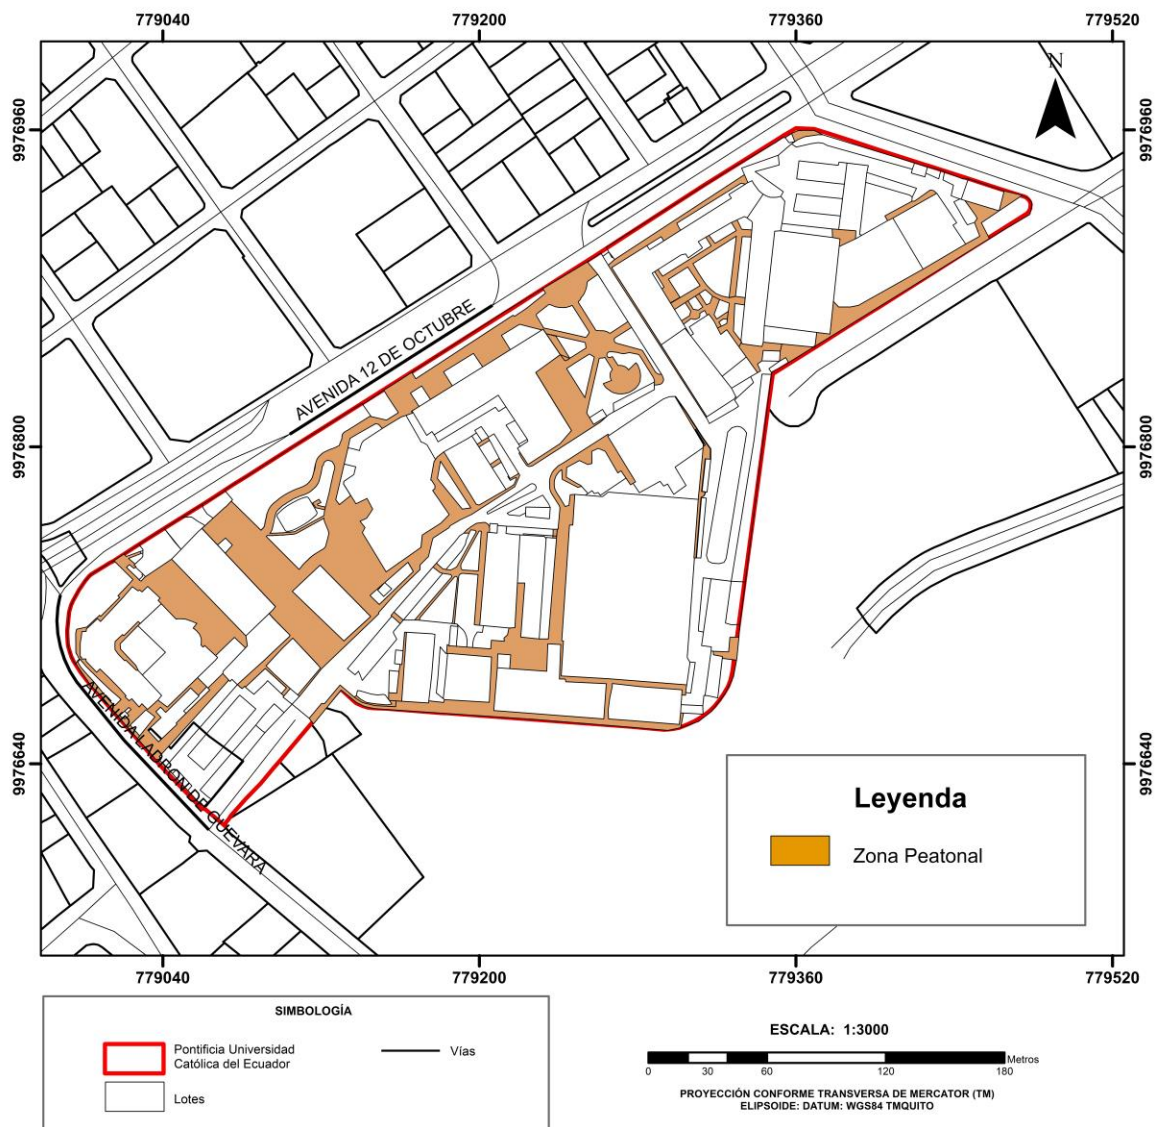 779040 779200 779360 779520
9976960 9976960
N
AVENIDA 12 DE OCTUBRE
9976800 9976800
AVENIDA LADRON DE GUEVARA
9976640 9976640
Leyenda
Zona Peatonal
779040 779200 779360 779520
SIMBOLOGÍA
Pontificia Universidad
Católica del Ecuador
Vías
Lotes
ESCALA: 1:3000
Metros
0 30 60 120 180
PROYECCIÓN CONFORME TRANSVERSA DE MERCATOR (TM)
ELIPSOIDE: DATUM: WGS84 TMQUITO